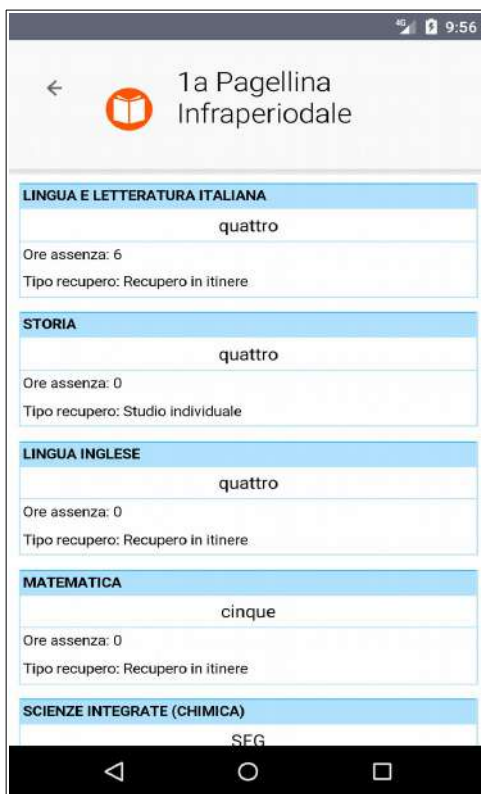 4G 9:56
1a Pagellina
Infraperiodale
LINGUA E LETTERATURA ITALIANA
quattro
Ore assenza: 6
Tipo recupero: Recupero in itinere
STORIA
quattro
Ore assenza: 0
Tipo recupero: Studio individuale
LINGUA INGLESE
quattro
Ore assenza: 0
Tipo recupero: Recupero in itinere
MATEMATICA
cinque
Ore assenza: 0
Tipo recupero: Recupero in itinere
SCIENZE INTEGRATE (CHIMICA)
SEG